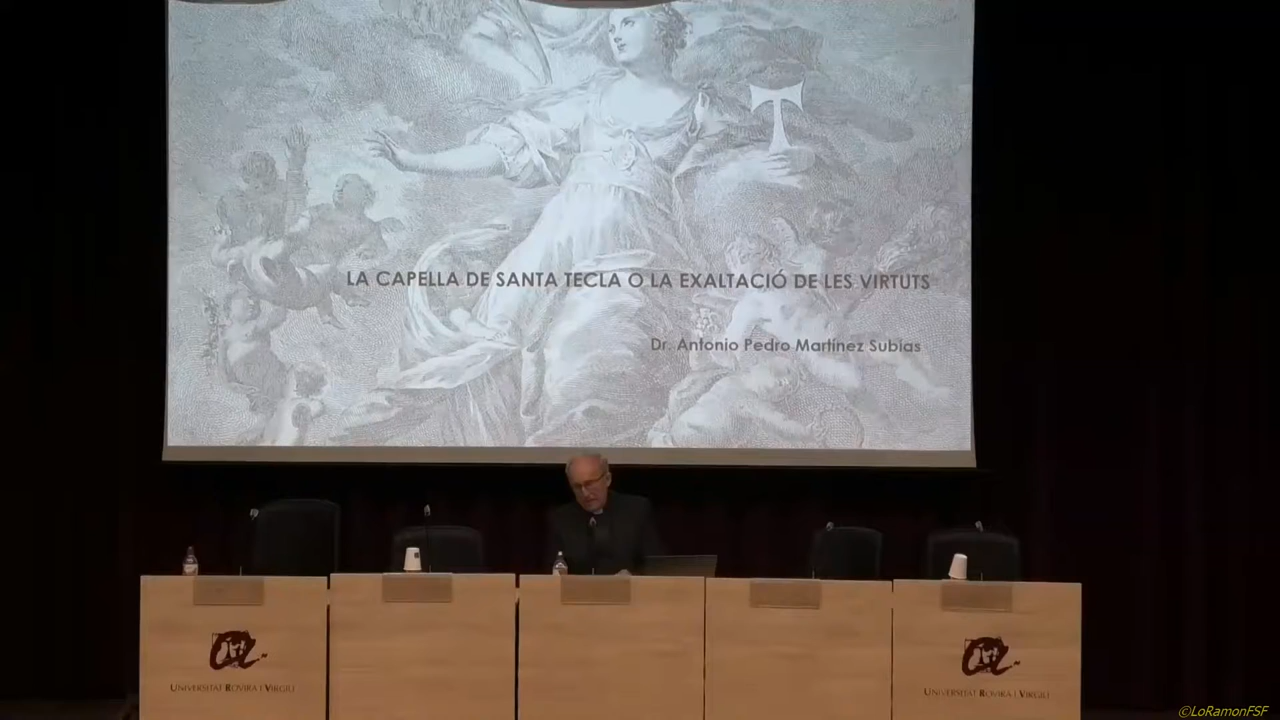 LA CAPELLA DE SANTA TECLA O LA EXALTACIÓ DE LES VIRTUTS
Dr. Antonio Pedro Martínez Subias
UNIVERSITAT ROVIRA I VIRGILI
UNIVERSITAT ROVIRA I VIRGILI
©LoRamonFSF